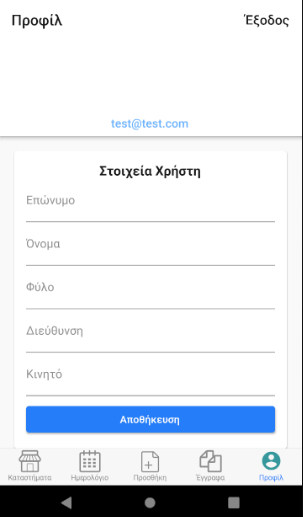 Προφίλ Έξοδος
test@test.com
Στοιχεία Χρήστη
Επώνυμο
Όνομα
Φύλο
Διεύθυνση
Κινητό
Αποθήκευση
Καταστήματα Ημερολόγιο Προσθήκη Έγγραφα Προφίλ